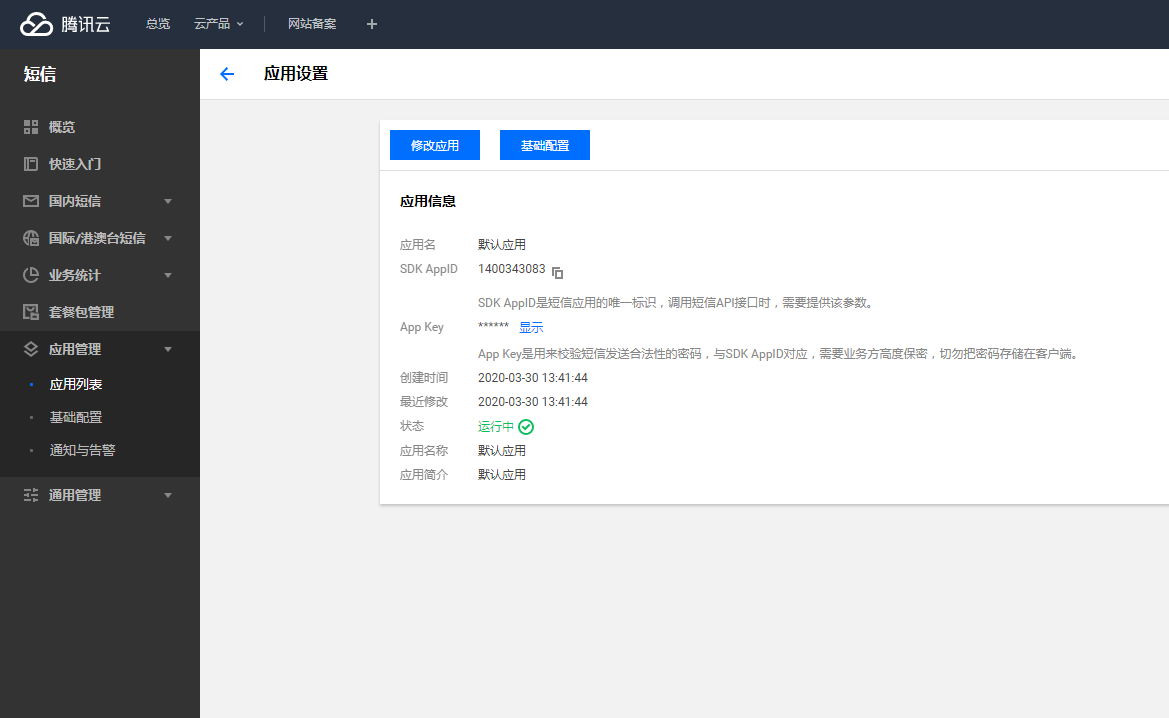 腾讯云 总览 云产品 网站备案 +
短信
应用设置
概览
快速入门
国内短信
国际/港澳台短信
业务统计
套餐包管理
应用管理
应用列表
基础配置
通知与告警
通用管理
修改应用 基础配置
应用信息
应用名 默认应用
SDK AppID 1400343083
SDK AppID是短信应用的唯一标识，调用短信API接口时，需要提供该参数。
App Key ****** 显示
App Key是用来校验短信发送合法性的密码，与SDK AppID对应，需要业务方高度保密，切勿把密码存储在客户端。
创建时间 2020-03-30 13:41:44
最近修改 2020-03-30 13:41:44
状态 运行中
应用名称 默认应用
应用简介 默认应用